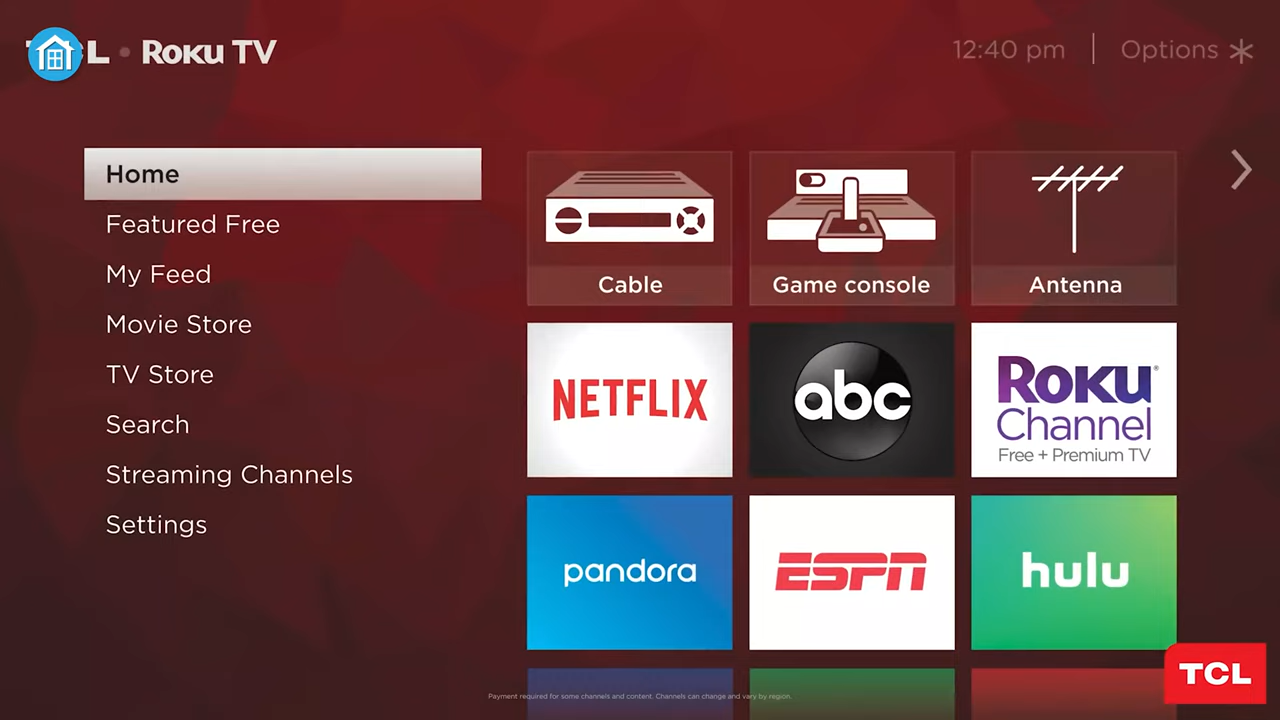 L • Roku TV
12:40 pm | Options
Home
Featured Free
My Feed
Movie Store
TV Store
Search
Streaming Channels
Settings
Cable
Game console
Antenna
NETFLIX
abc
Roku
Channel
Free + Premium TV
pandora
ESPN
hulu
TCL
Payment required for some channels and content. Channels can change and vary by region.